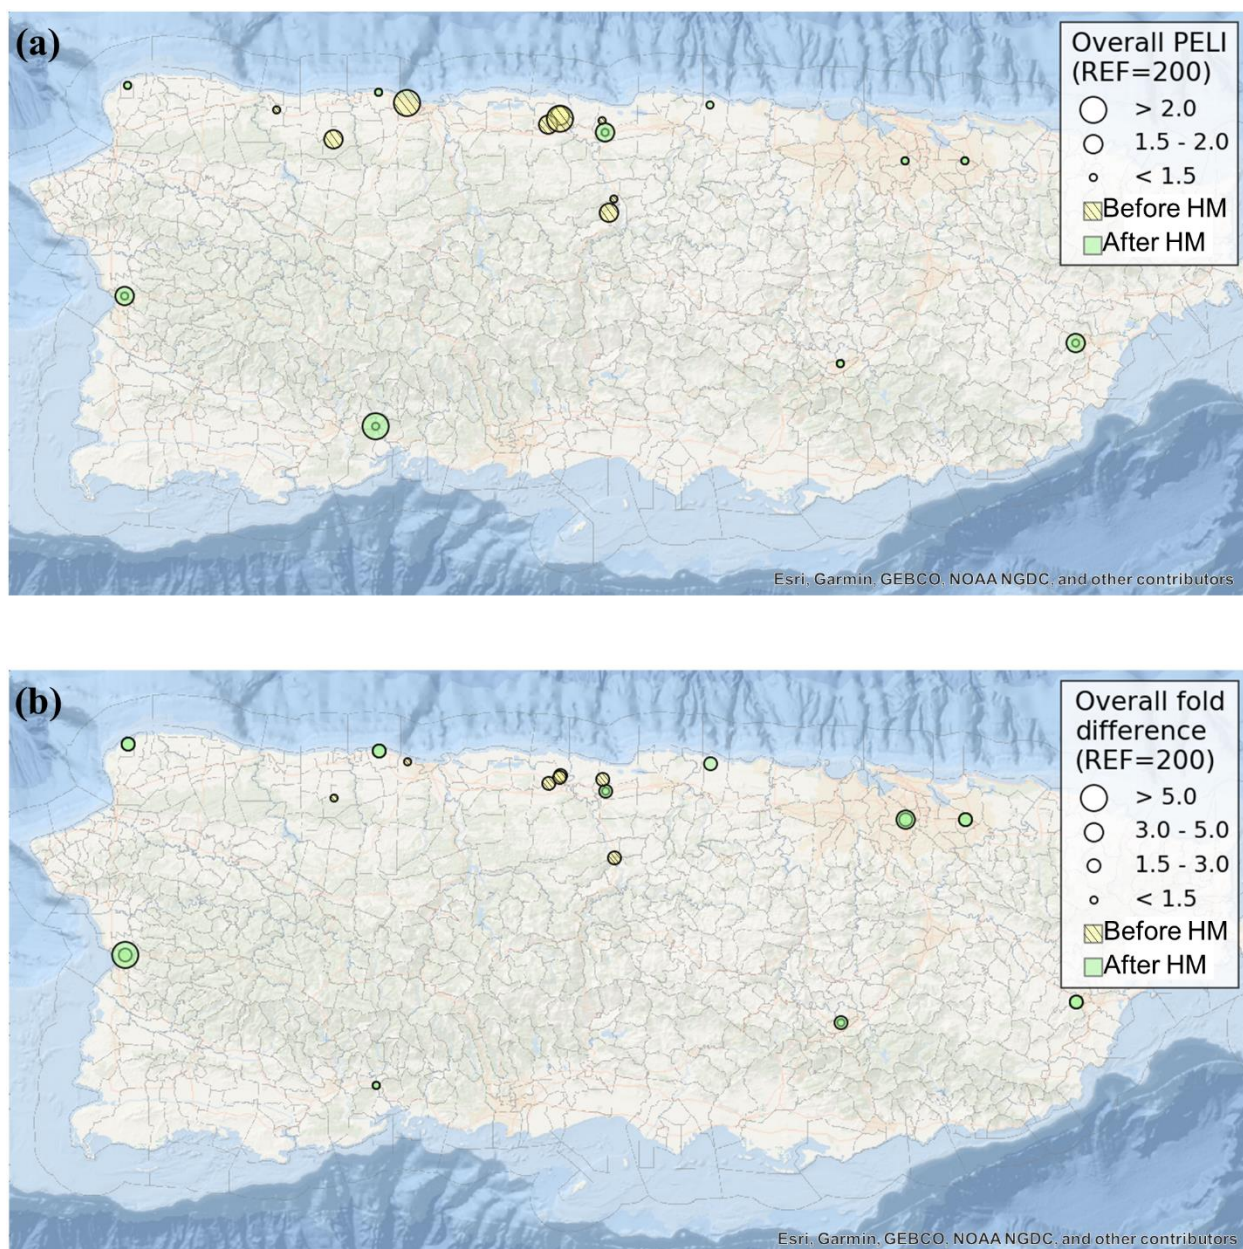 (a)
Overall PELI
(REF=200)
> 2.0
1.5 - 2.0
< 1.5
Before HM
After HM
Esri, Garmin, GEBCO, NOAA NGDC, and other contributors
(b)
Overall fold
difference
(REF=200)
> 5.0
3.0 - 5.0
1.5 - 3.0
< 1.5
Before HM
After HM
Esri, Garmin, GEBCO, NOAA NGDC, and other contributors